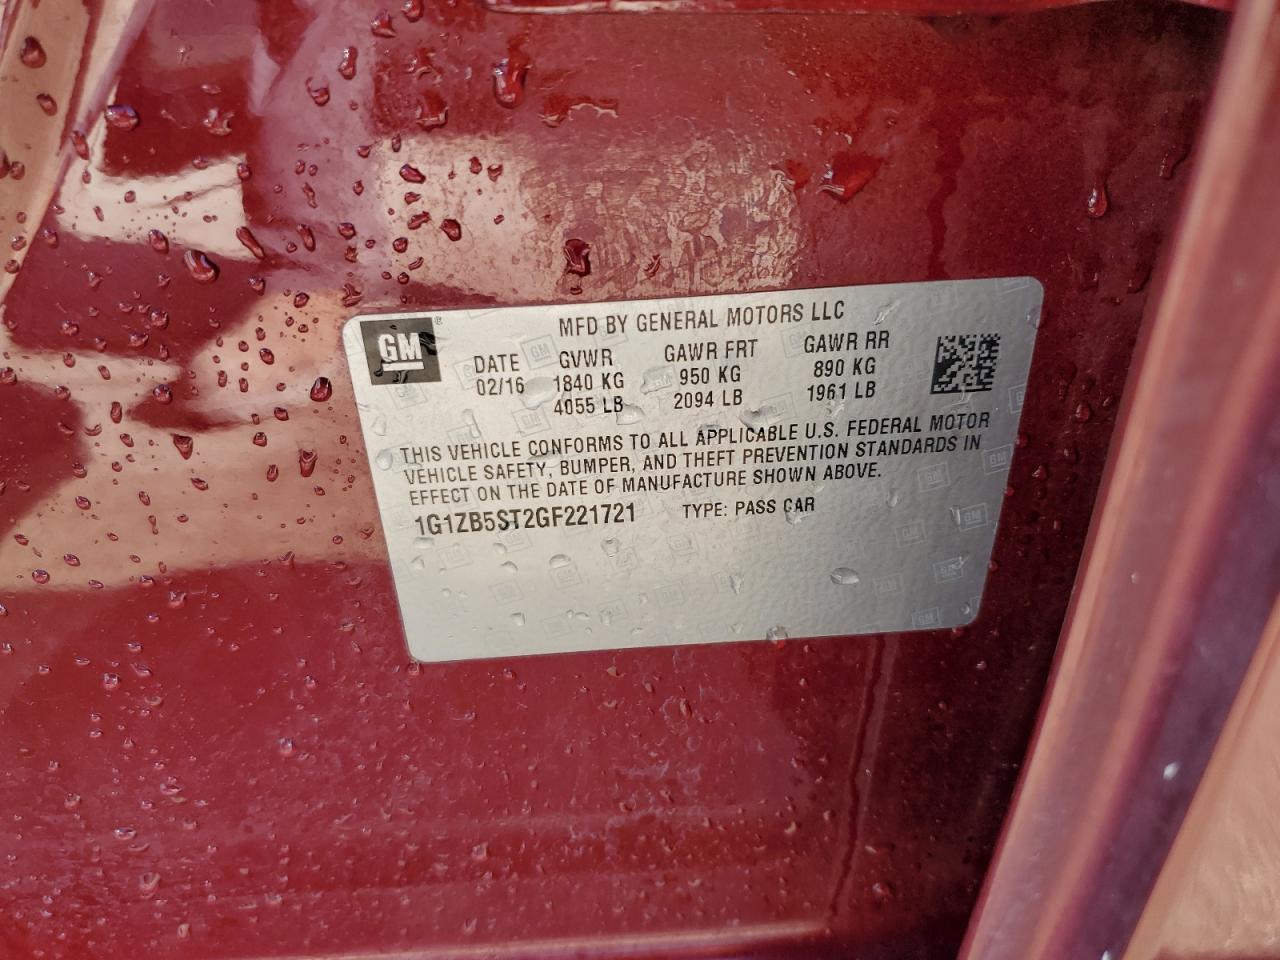 GM
MFD BY GENERAL MOTORS LLC
DATE GVWR GAWR FRT GAWR RR
02/16 1840 KG 950 KG 890 KG
4055 LB 2094 LB 1961 LB
THIS VEHICLE CONFORMS TO ALL APPLICABLE U.S. FEDERAL MOTOR
VEHICLE SAFETY, BUMPER, AND THEFT PREVENTION STANDARDS IN
EFFECT ON THE DATE OF MANUFACTURE SHOWN ABOVE.
1G1ZB5ST2GF221721 TYPE: PASS CAR